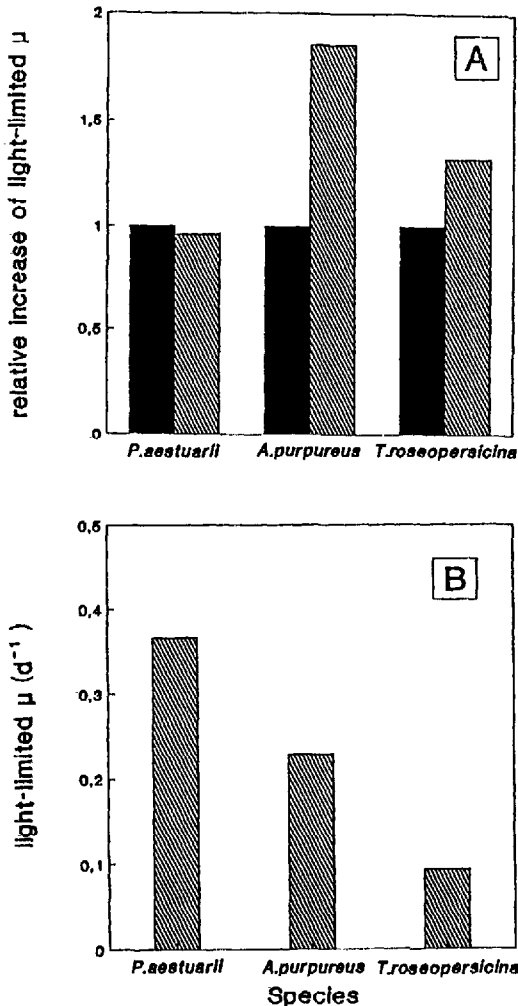 relative increase of light-limited μ
2
1,5
1
0,5
0
A
P.aestuarii A.purpureus T.roseopersicina
light-limited μ (d⁻¹)
0,5
0,4
0,3
0,2
0,1
0
B
P.aestuarii A.purpureus T.roseopersicina
Species